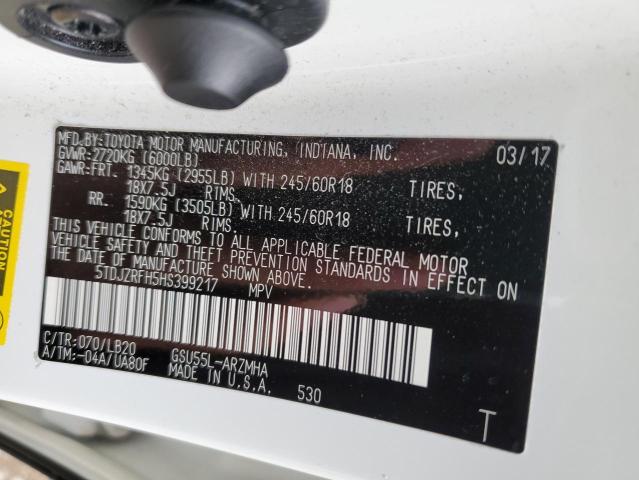 MFD.BY:TOYOTA MOTOR MANUFACTURING, INDIANA, INC. 03/17
GVWR:2720KG (6000LB)
GAWR:FRT. 1345KG (2955LB) WITH 245/60R18 TIRES,
18X7.5J RIMS,
RR. 1590KG (3505LB) WITH 245/60R18 TIRES,
18X7.5J RIMS.
THIS VEHICLE CONFORMS TO ALL APPLICABLE FEDERAL MOTOR
VEHICLE SAFETY AND THEFT PREVENTION STANDARDS IN EFFECT ON
THE DATE OF MANUFACTURE SHOWN ABOVE.
5TDJZRFH5HS399217 MPV
C/TR:070/LB20 GSU55L-ARZMHA
A/TM:-04A/UA80F MADE IN U.S.A. 530
T
CAUTION